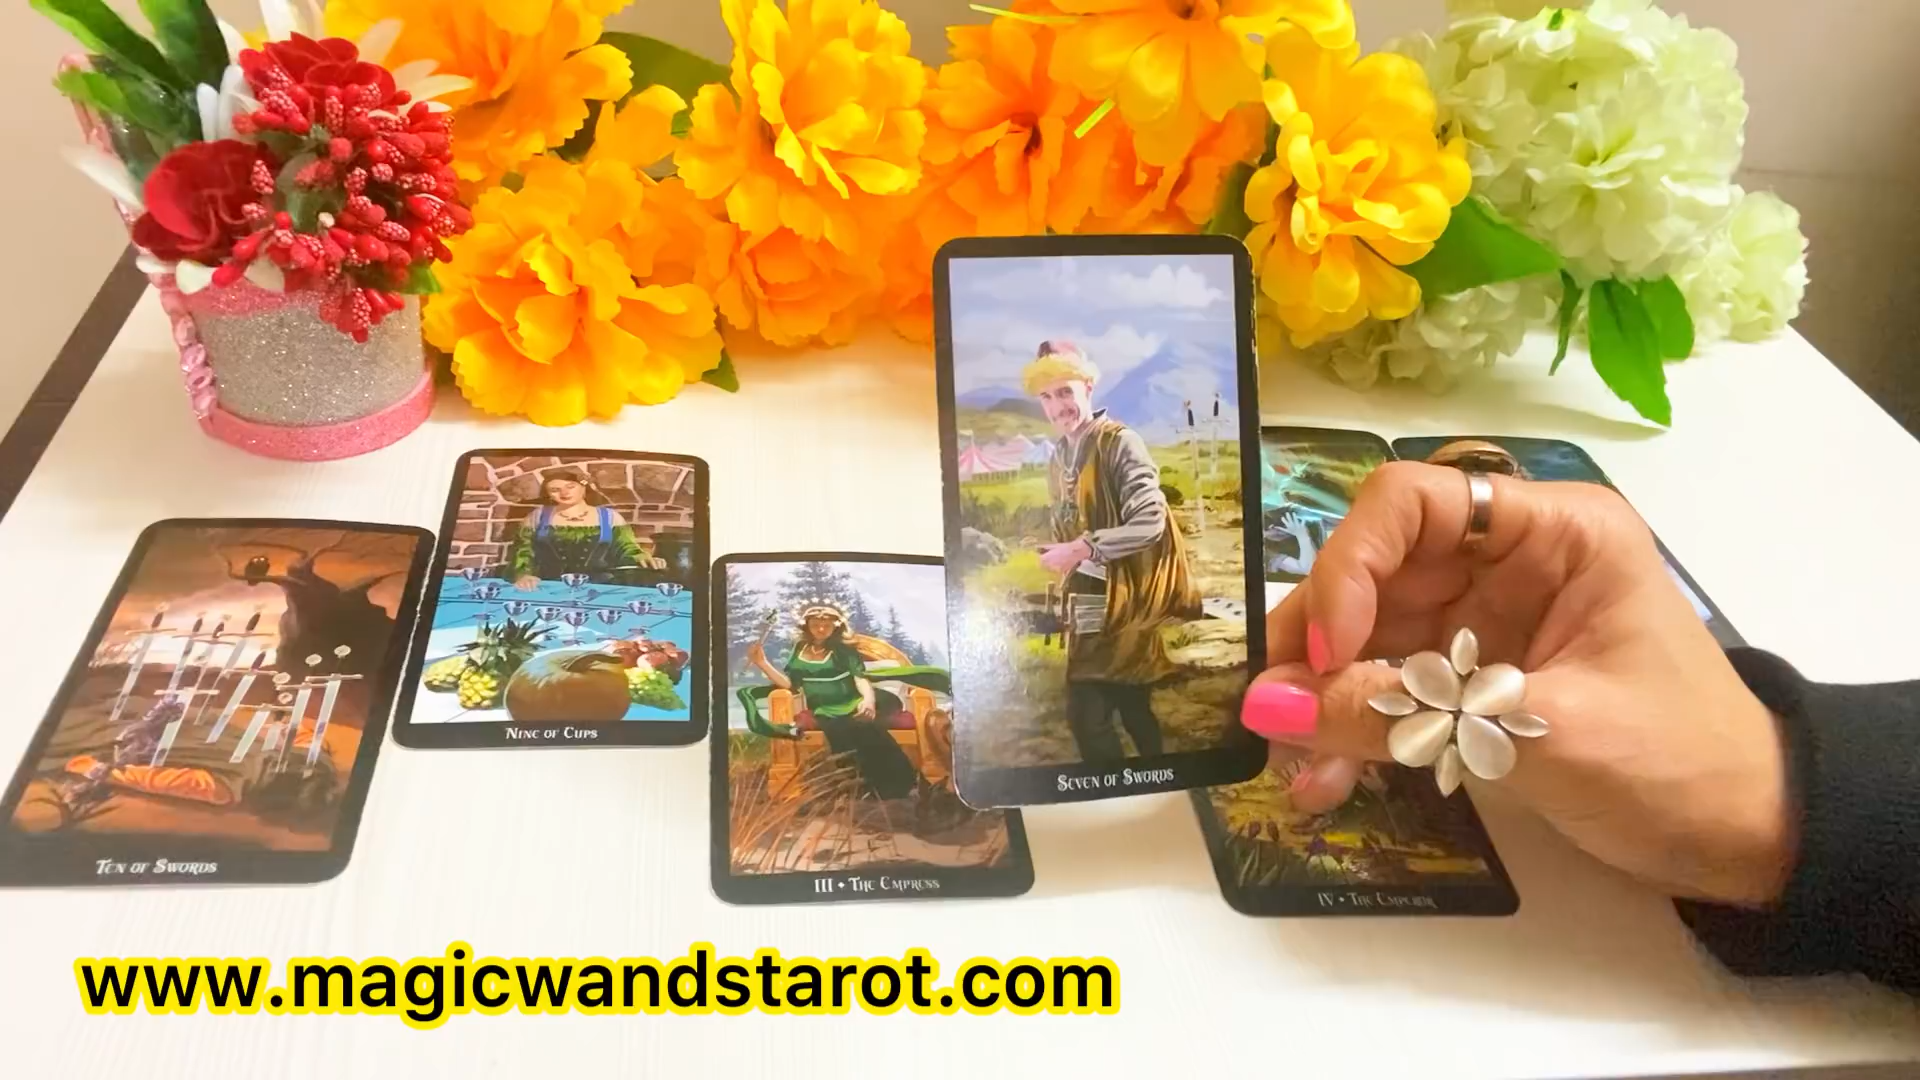 Seven of Swords
Nine of Cups
Ten of Swords
III • The Empress
IV • The Emperor
www.magicwandstarot.com